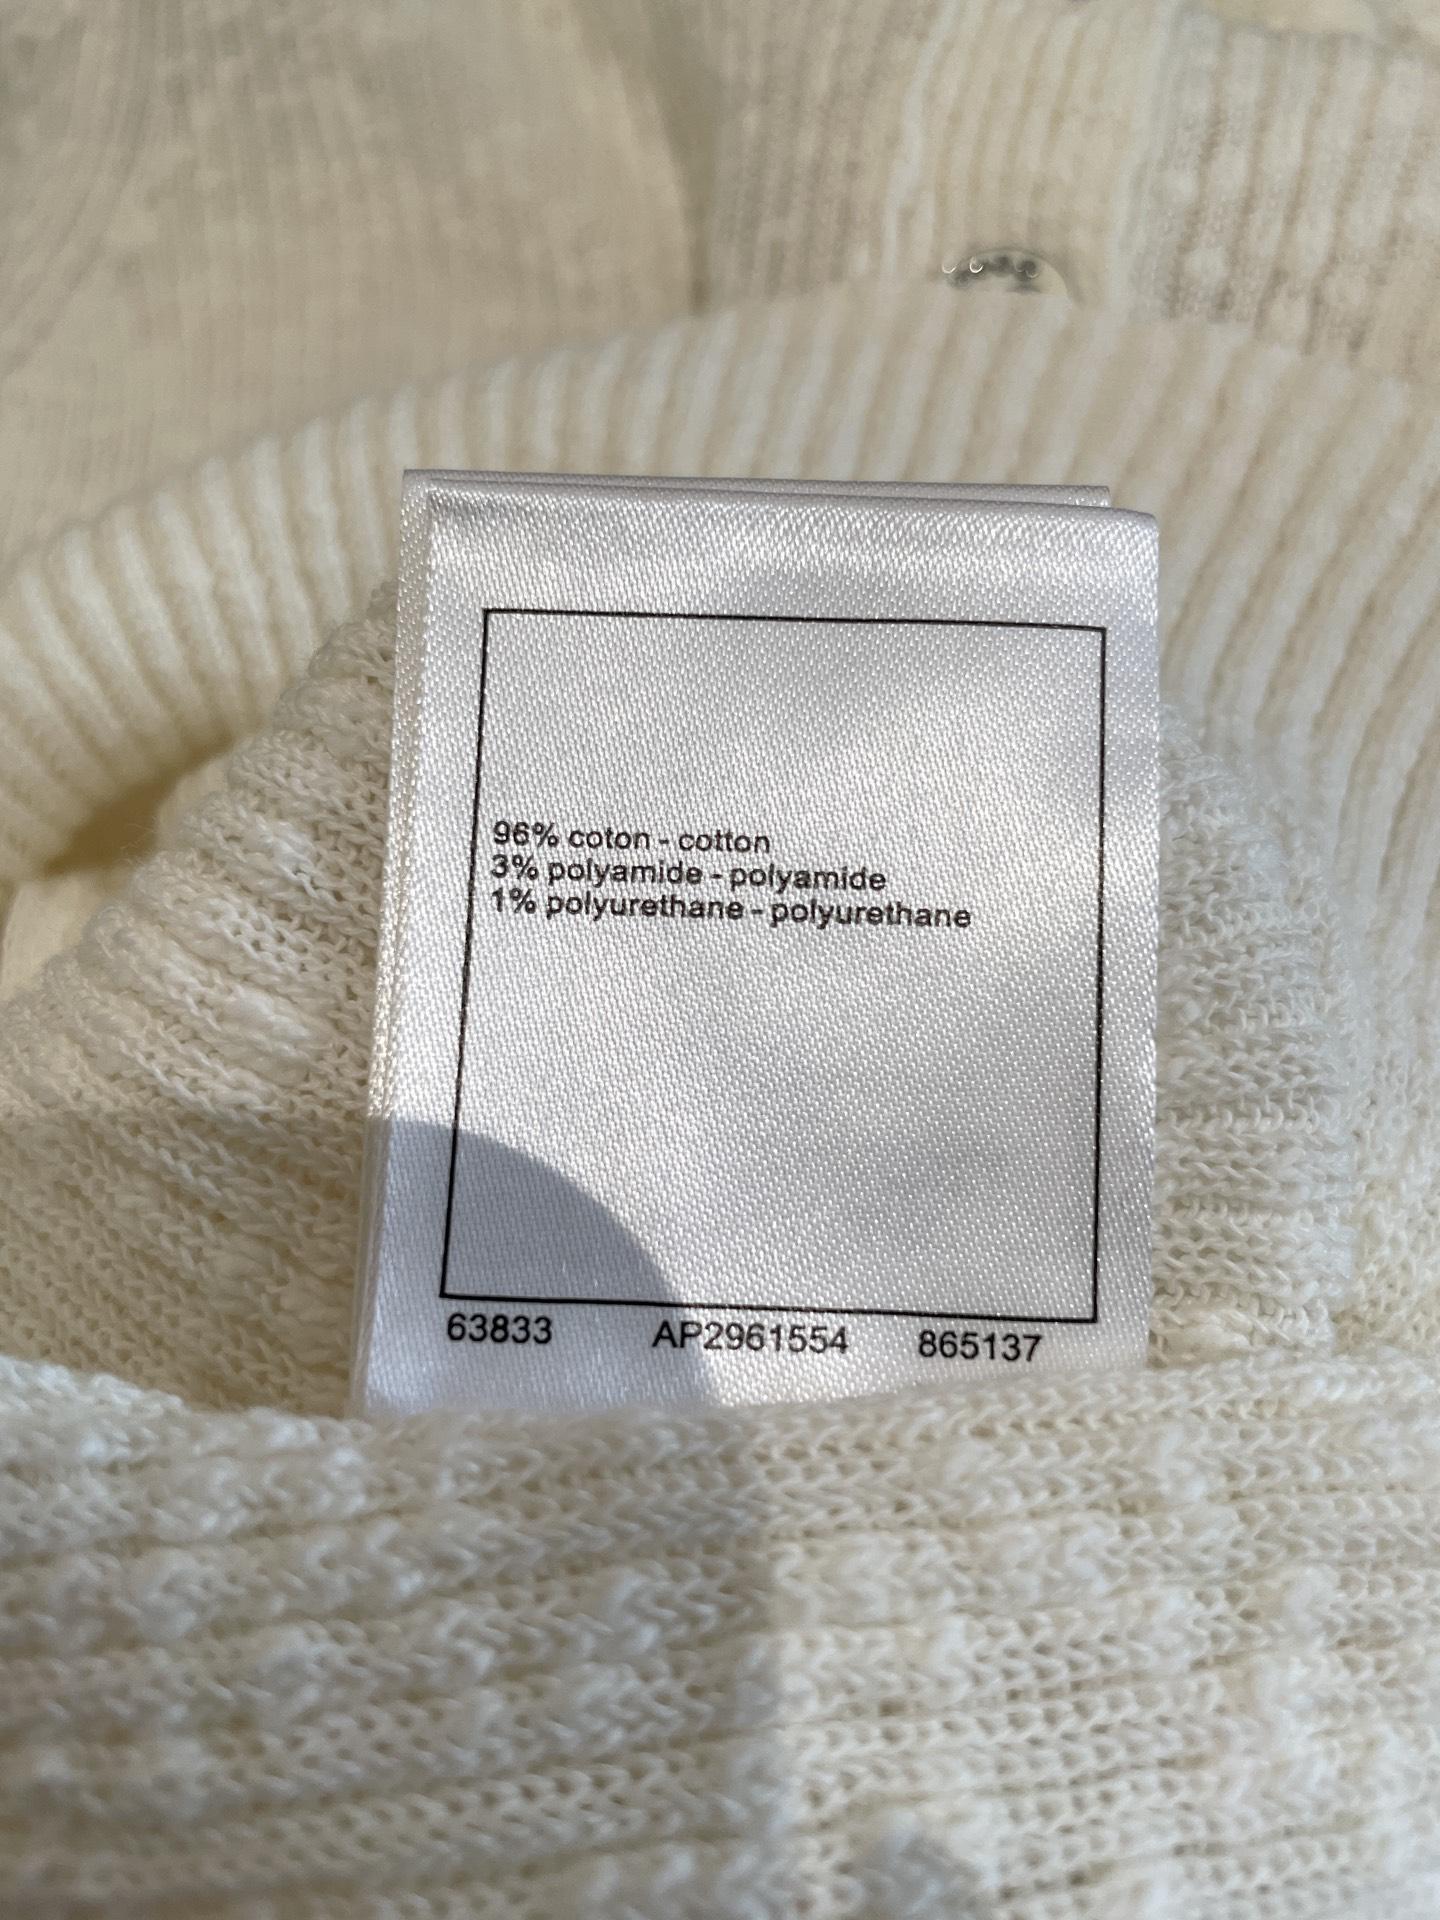 96% coton - cotton
3% polyamide - polyamide
1% polyurethane - polyurethane
63833 AP2961554 865137